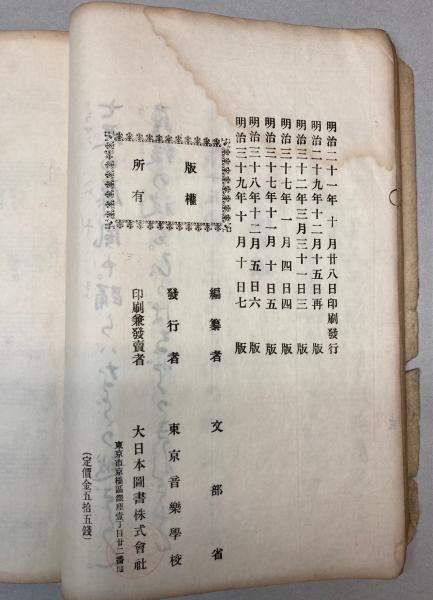 明治二十一年十月廿八日印刷發行
明治二十九年十二月十五日再版
明治三十二年三月三十一日三版
明治三十七年一月四日四版
明治三十七年十一月十日五版
明治三十八年十二月五日六版
明治三十九年十月十日七版
版權
所有
編纂者 文部省
發行者 東京音樂學校
印刷兼發賣者 大日本圖書株式會社
東京市京橋區銀座壹丁目廿二番地
(定價金五拾五錢)